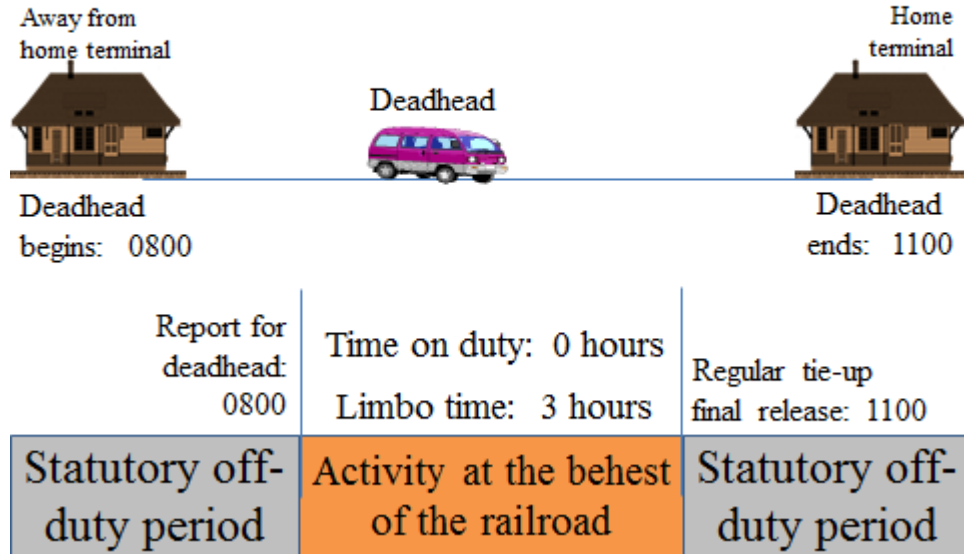 Away from
home terminal
Home
terminal
Deadhead
Deadhead
begins: 0800
Deadhead
ends: 1100
Report for
deadhead:
0800
Time on duty: 0 hours
Limbo time: 3 hours
Regular tie-up
final release: 1100
Statutory off-
duty period
Activity at the behest
of the railroad
Statutory off-
duty period